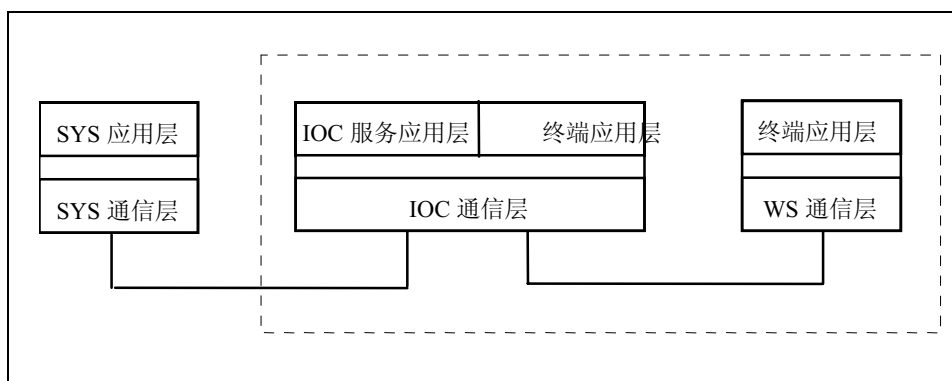 SYS 应用层
IOC 服务应用层
终端应用层
终端应用层
SYS 通信层
IOC 通信层
WS 通信层